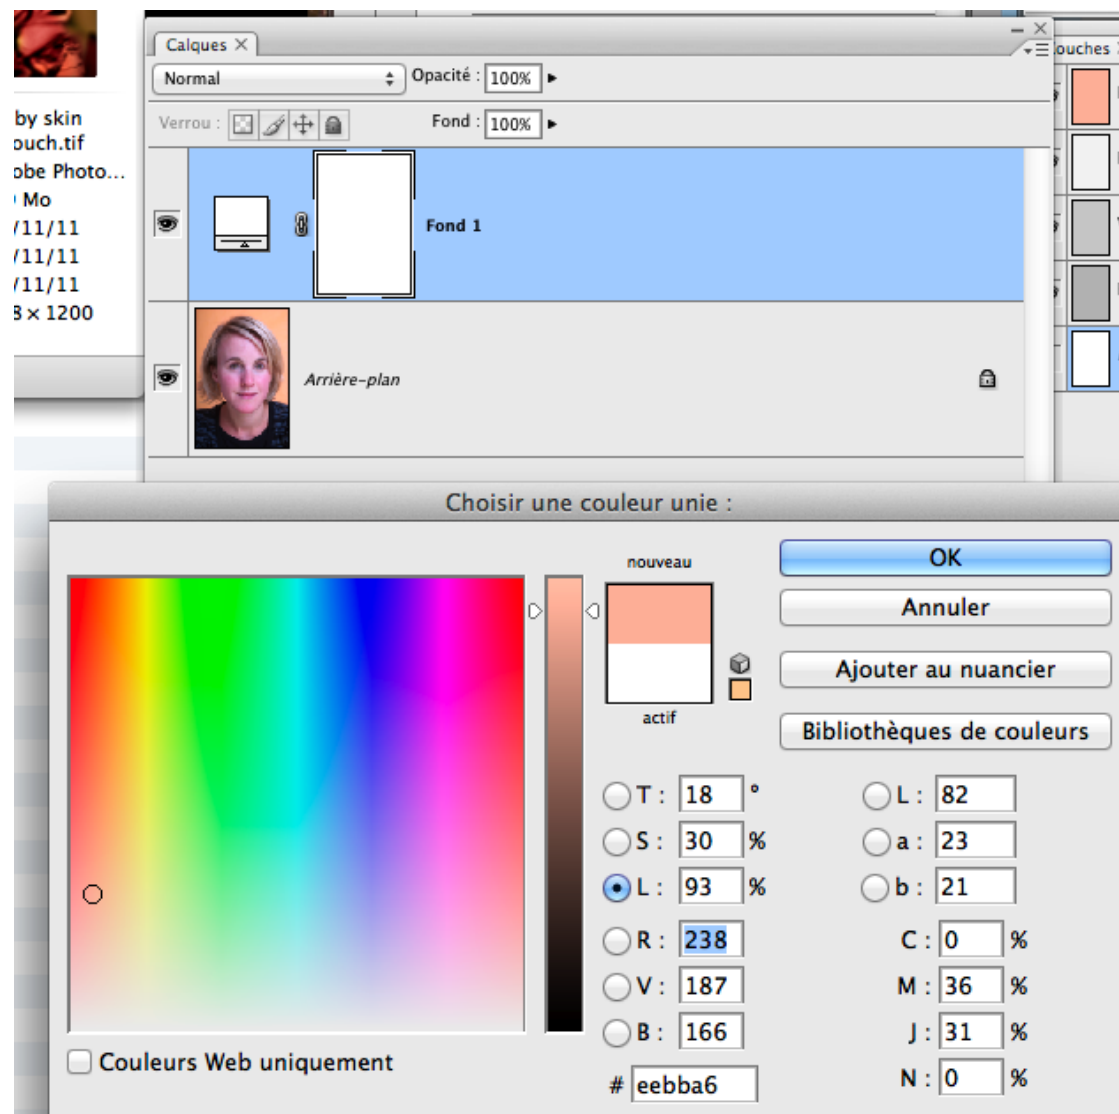 Calques
Normal
Opacité : 100%
Verrou :
Fond : 100%
Fond 1
Arrière-plan
ouches
by skin
ouch.tif
obe Photo...
Mo
/11/11
/11/11
/11/11
8 × 1200
Choisir une couleur unie :
nouveau
actif
OK
Annuler
Ajouter au nuancier
Bibliothèques de couleurs
T : 18 °
S : 30 %
L : 93 %
R : 238
V : 187
B : 166
# eebba6
L : 82
a : 23
b : 21
C : 0 %
M : 36 %
J : 31 %
N : 0 %
Couleurs Web uniquement